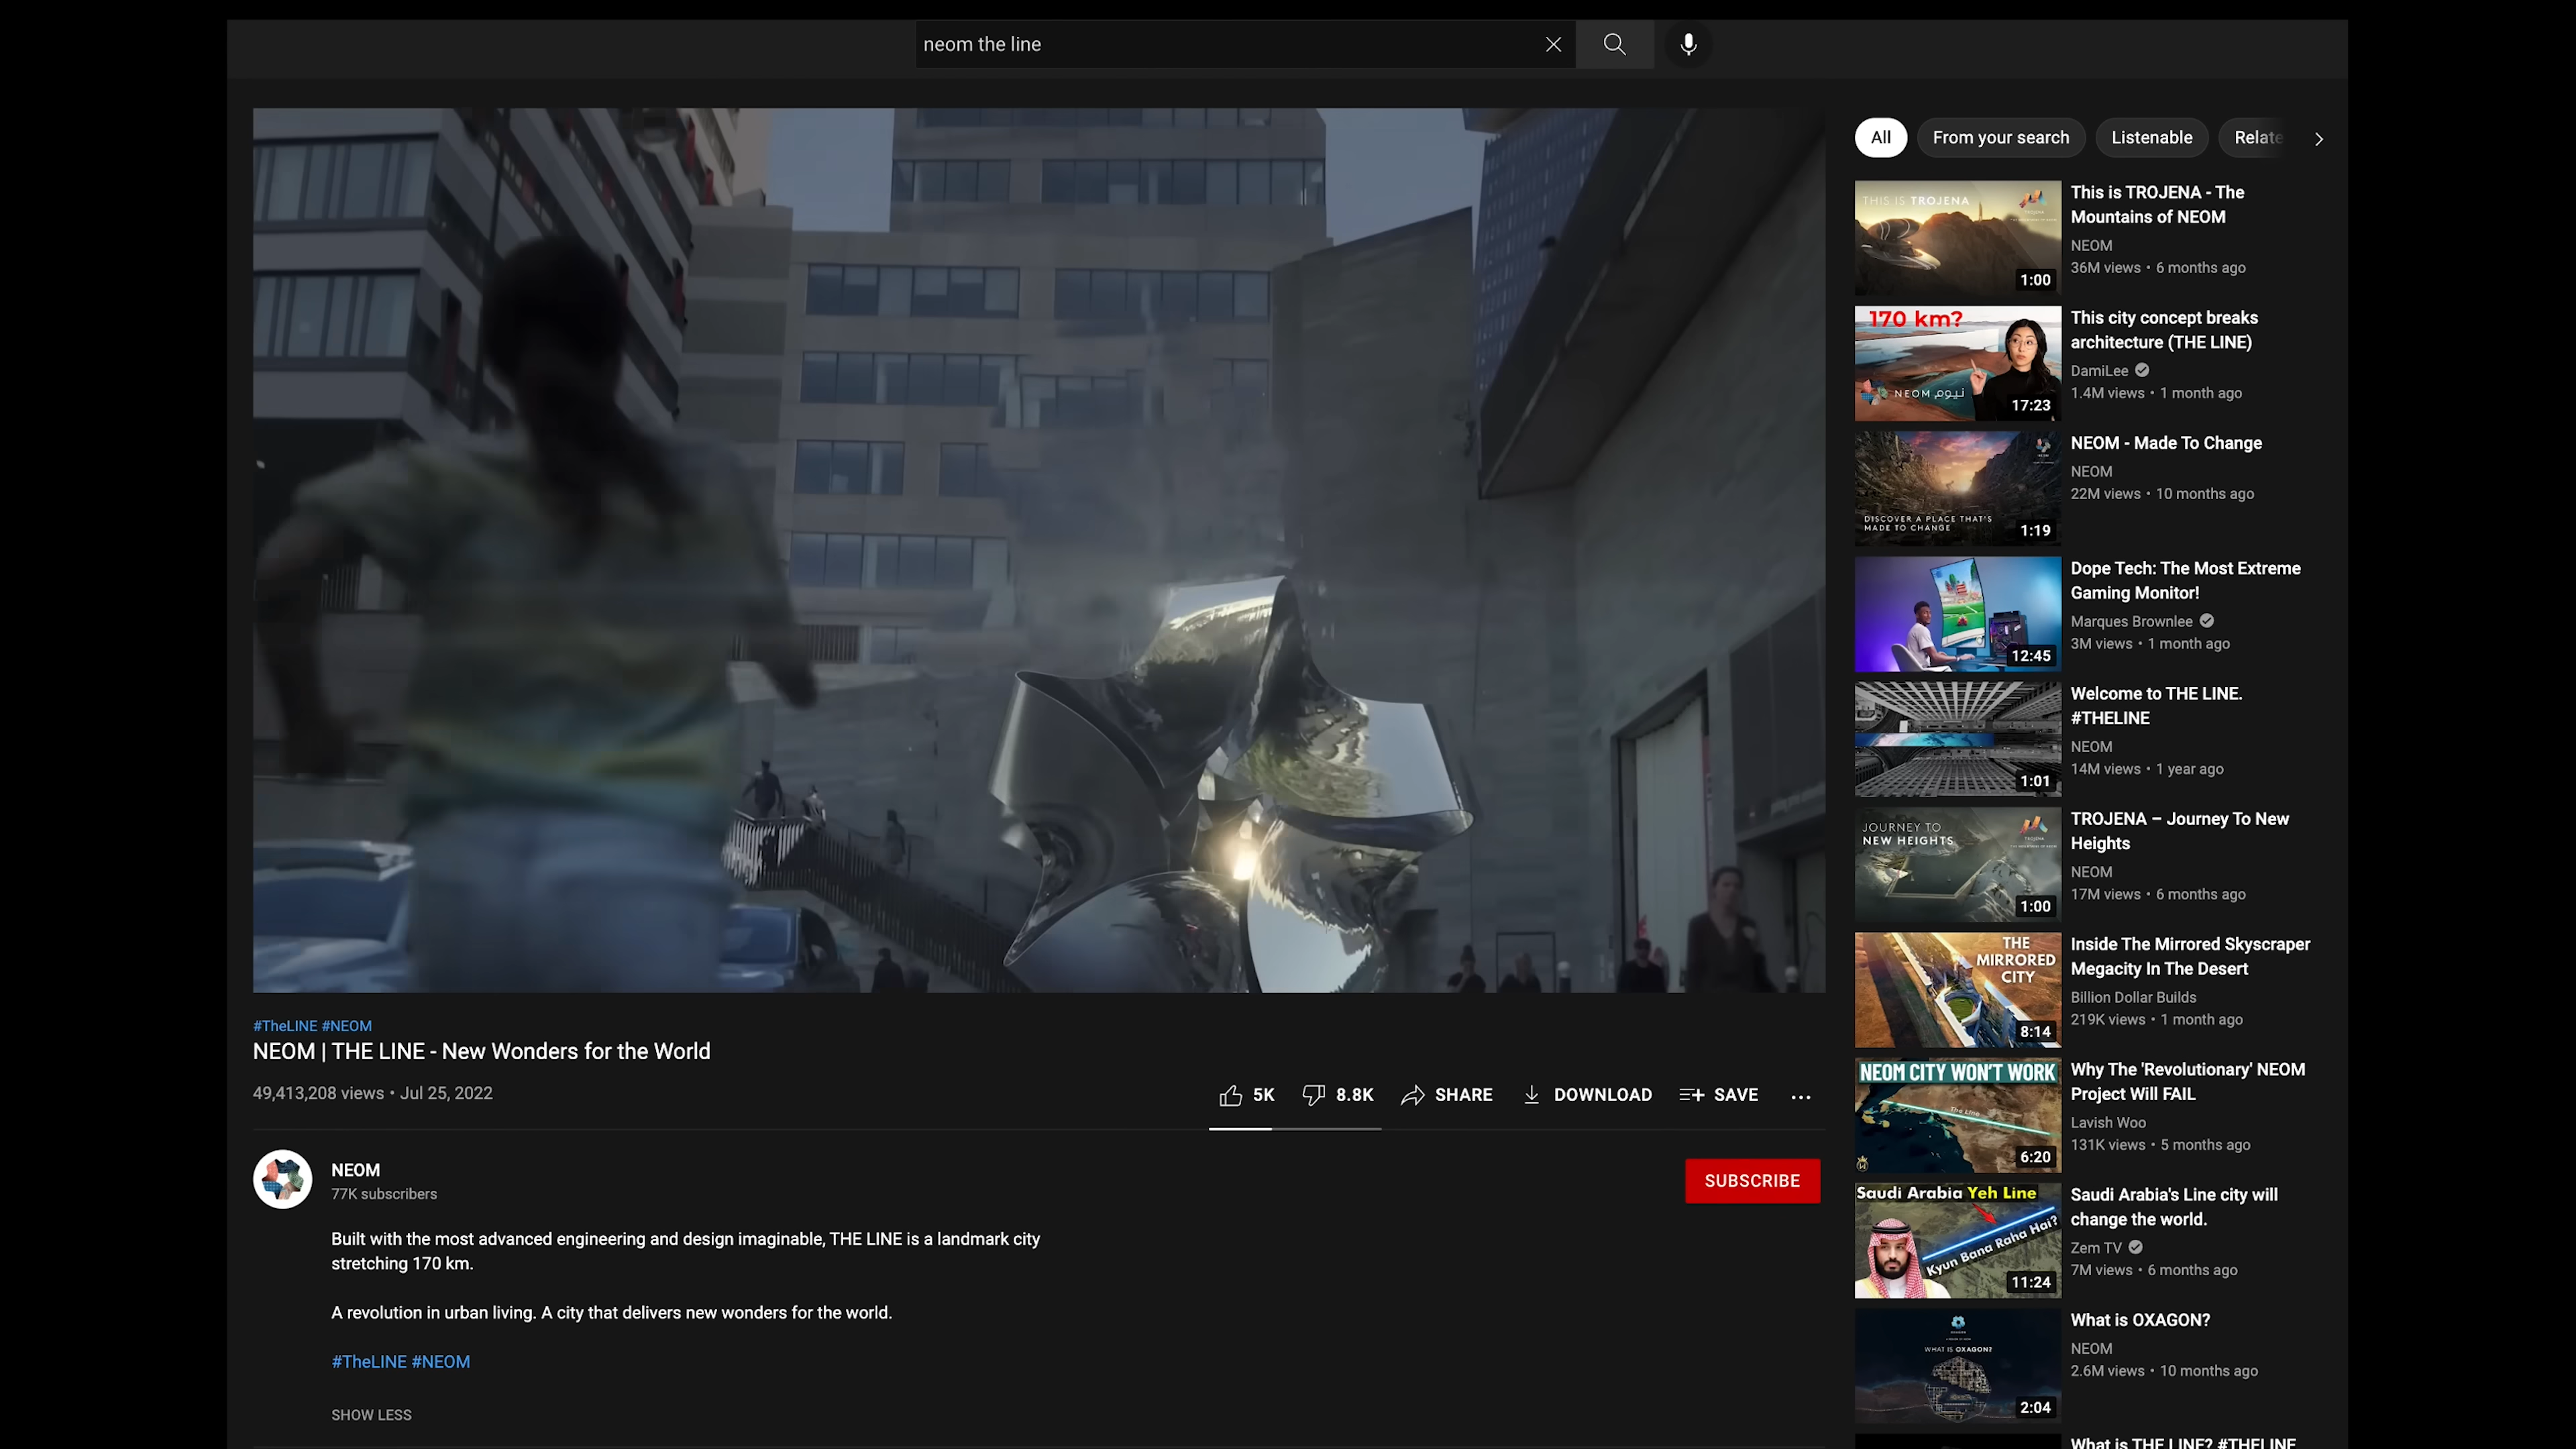 neom the line
#TheLINE #NEOM
NEOM | THE LINE - New Wonders for the World
49,413,208 views • Jul 25, 2022
5K
8.8K
SHARE
DOWNLOAD
SAVE
NEOM
77K subscribers
SUBSCRIBE
Built with the most advanced engineering and design imaginable, THE LINE is a landmark city
stretching 170 km.
A revolution in urban living. A city that delivers new wonders for the world.
#TheLINE #NEOM
SHOW LESS
All
From your search
Listenable
Relate
THIS IS TROJENA
TROJENA
1:00
This is TROJENA - The
Mountains of NEOM
NEOM
36M views • 6 months ago
170 km?
NEOM نيوم
17:23
This city concept breaks
architecture (THE LINE)
DamiLee
1.4M views • 1 month ago
DISCOVER A PLACE THAT'S
MADE TO CHANGE
1:19
NEOM - Made To Change
NEOM
22M views • 10 months ago
12:45
Dope Tech: The Most Extreme
Gaming Monitor!
Marques Brownlee
3M views • 1 month ago
1:01
Welcome to THE LINE.
#THELINE
NEOM
14M views • 1 year ago
JOURNEY TO
NEW HEIGHTS
TROJENA
1:00
TROJENA – Journey To New
Heights
NEOM
17M views • 6 months ago
THE
MIRRORED
CITY
8:14
Inside The Mirrored Skyscraper
Megacity In The Desert
Billion Dollar Builds
219K views • 1 month ago
NEOM CITY WON'T WORK
The Line
6:20
Why The 'Revolutionary' NEOM
Project Will FAIL
Lavish Woo
131K views • 5 months ago
Saudi Arabia Yeh Line
Kyun Bana Raha Hai?
11:24
Saudi Arabia's Line city will
change the world.
Zem TV
7M views • 6 months ago
WHAT IS OXAGON?
2:04
What is OXAGON?
NEOM
2.6M views • 10 months ago
What is THE LINE? #THELINE